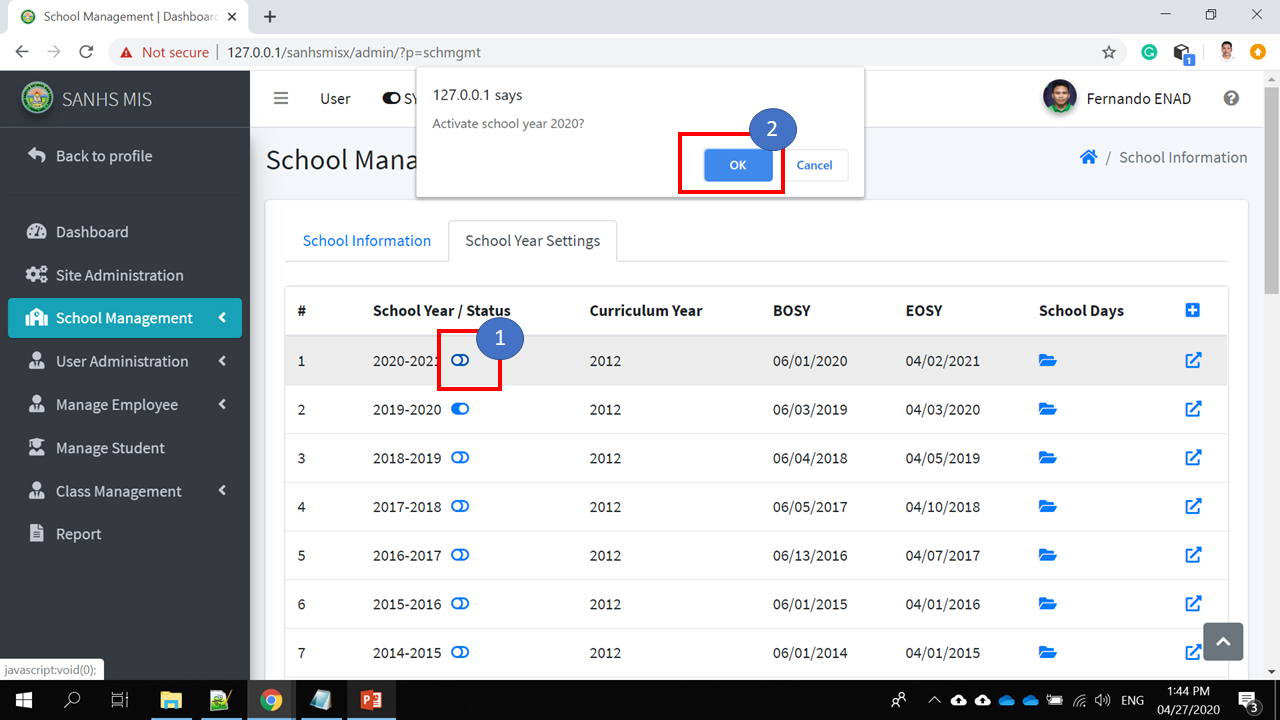 School Management | Dashboard
Not secure
127.0.0.1/sanhsmisx/admin/?p=schmgmt
1
SANHS MIS
User
SY
Fernando ENAD
127.0.0.1 says
Activate school year 2020?
2
OK
Cancel
Back to profile
Dashboard
Site Administration
School Management
User Administration
Manage Employee
Manage Student
Class Management
Report
School Mana
/ School Information
School Information
School Year Settings
# School Year / Status Curriculum Year BOSY EOSY School Days
1
1 2020-2021 2012 06/01/2020 04/02/2021
2 2019-2020 2012 06/03/2019 04/03/2020
3 2018-2019 2012 06/04/2018 04/05/2019
4 2017-2018 2012 06/05/2017 04/10/2018
5 2016-2017 2012 06/13/2016 04/07/2017
6 2015-2016 2012 06/01/2015 04/01/2016
7 2014-2015 2012 06/01/2014 04/01/2015
javascript:void(0);
ENG
1:44 PM
04/27/2020
3